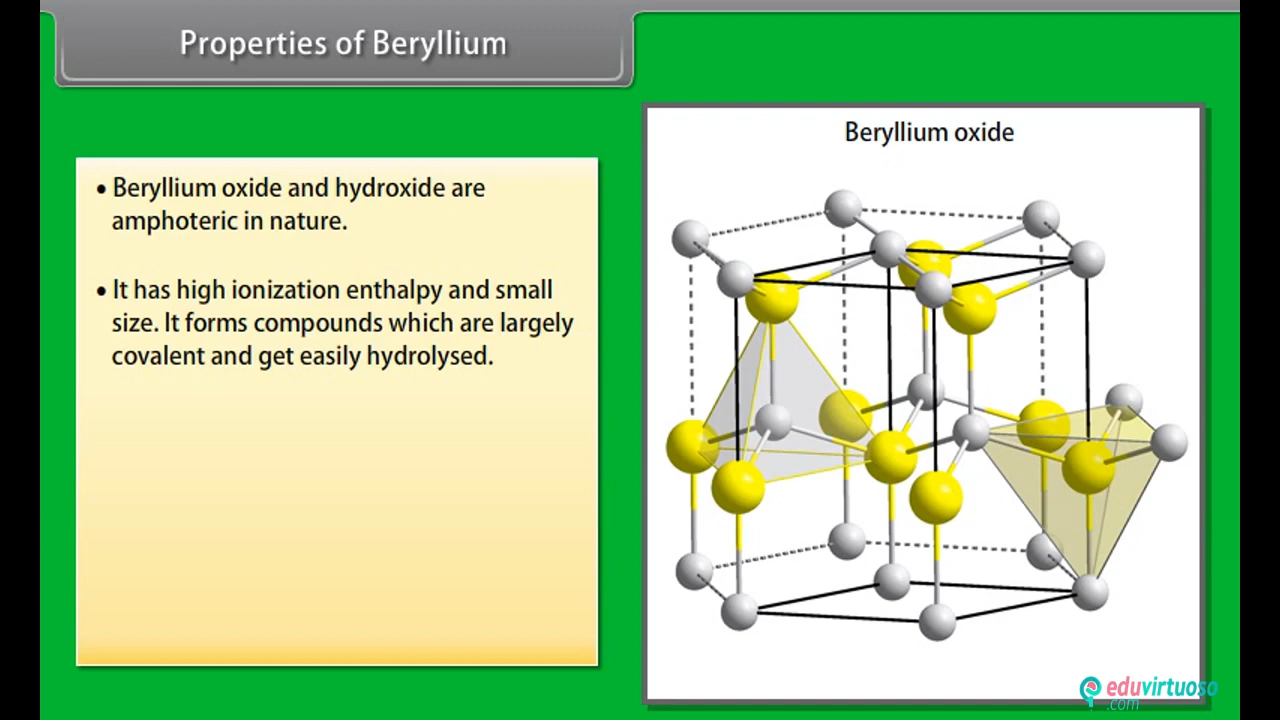 Properties of Beryllium
Beryllium oxide
• Beryllium oxide and hydroxide are
amphoteric in nature.
• It has high ionization enthalpy and small
size. It forms compounds which are largely
covalent and get easily hydrolysed.
eduvirtuoso
.com